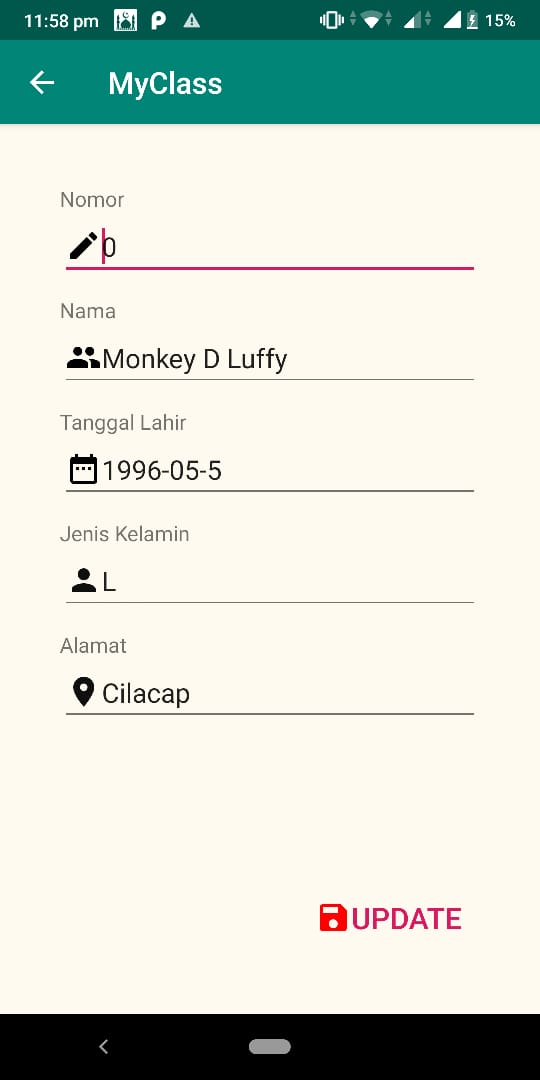 11:58 pm 15%
MyClass
Nomor
0
Nama
Monkey D Luffy
Tanggal Lahir
1996-05-5
Jenis Kelamin
L
Alamat
Cilacap
UPDATE